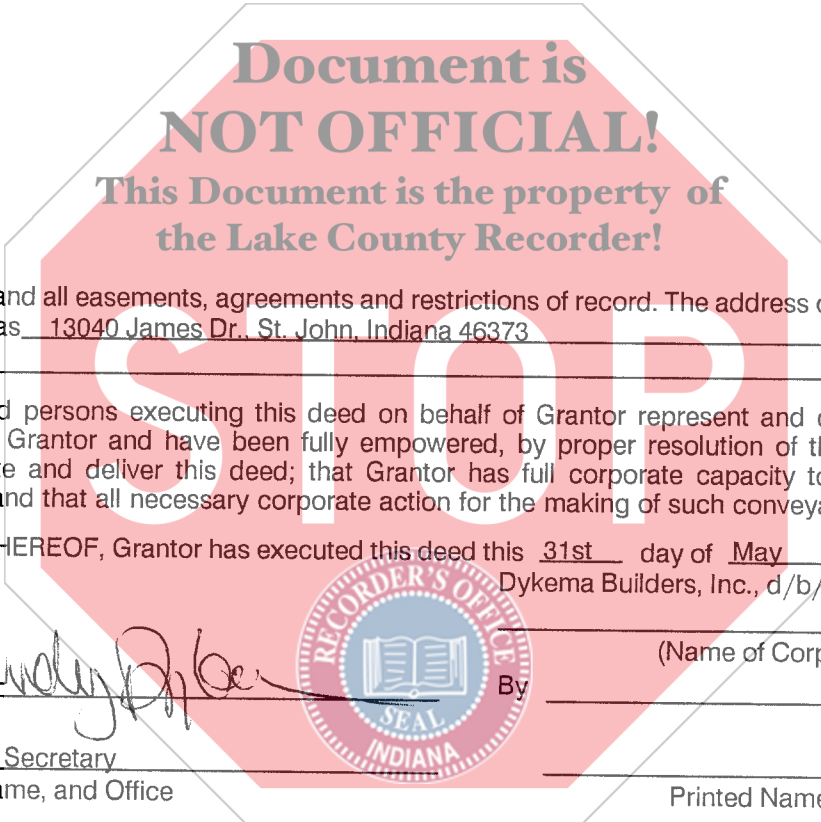 Document is
NOT OFFICIAL!
This Document is the property of
the Lake County Recorder!
and all easements, agreements and restrictions of record. The address o
as 13040 James Dr., St. John, Indiana 46373
STOP
d persons executing this deed on behalf of Grantor represent and c
Grantor and have been fully empowered, by proper resolution of th
te and deliver this deed; that Grantor has full corporate capacity to
and that all necessary corporate action for the making of such conveya
HEREOF, Grantor has executed this deed this 31st day of May
Dykema Builders, Inc., d/b/
RECORDER'S OFFICE
SEAL
INDIANA
(Name of Corp
By
Secretary
ame, and Office
Printed Name